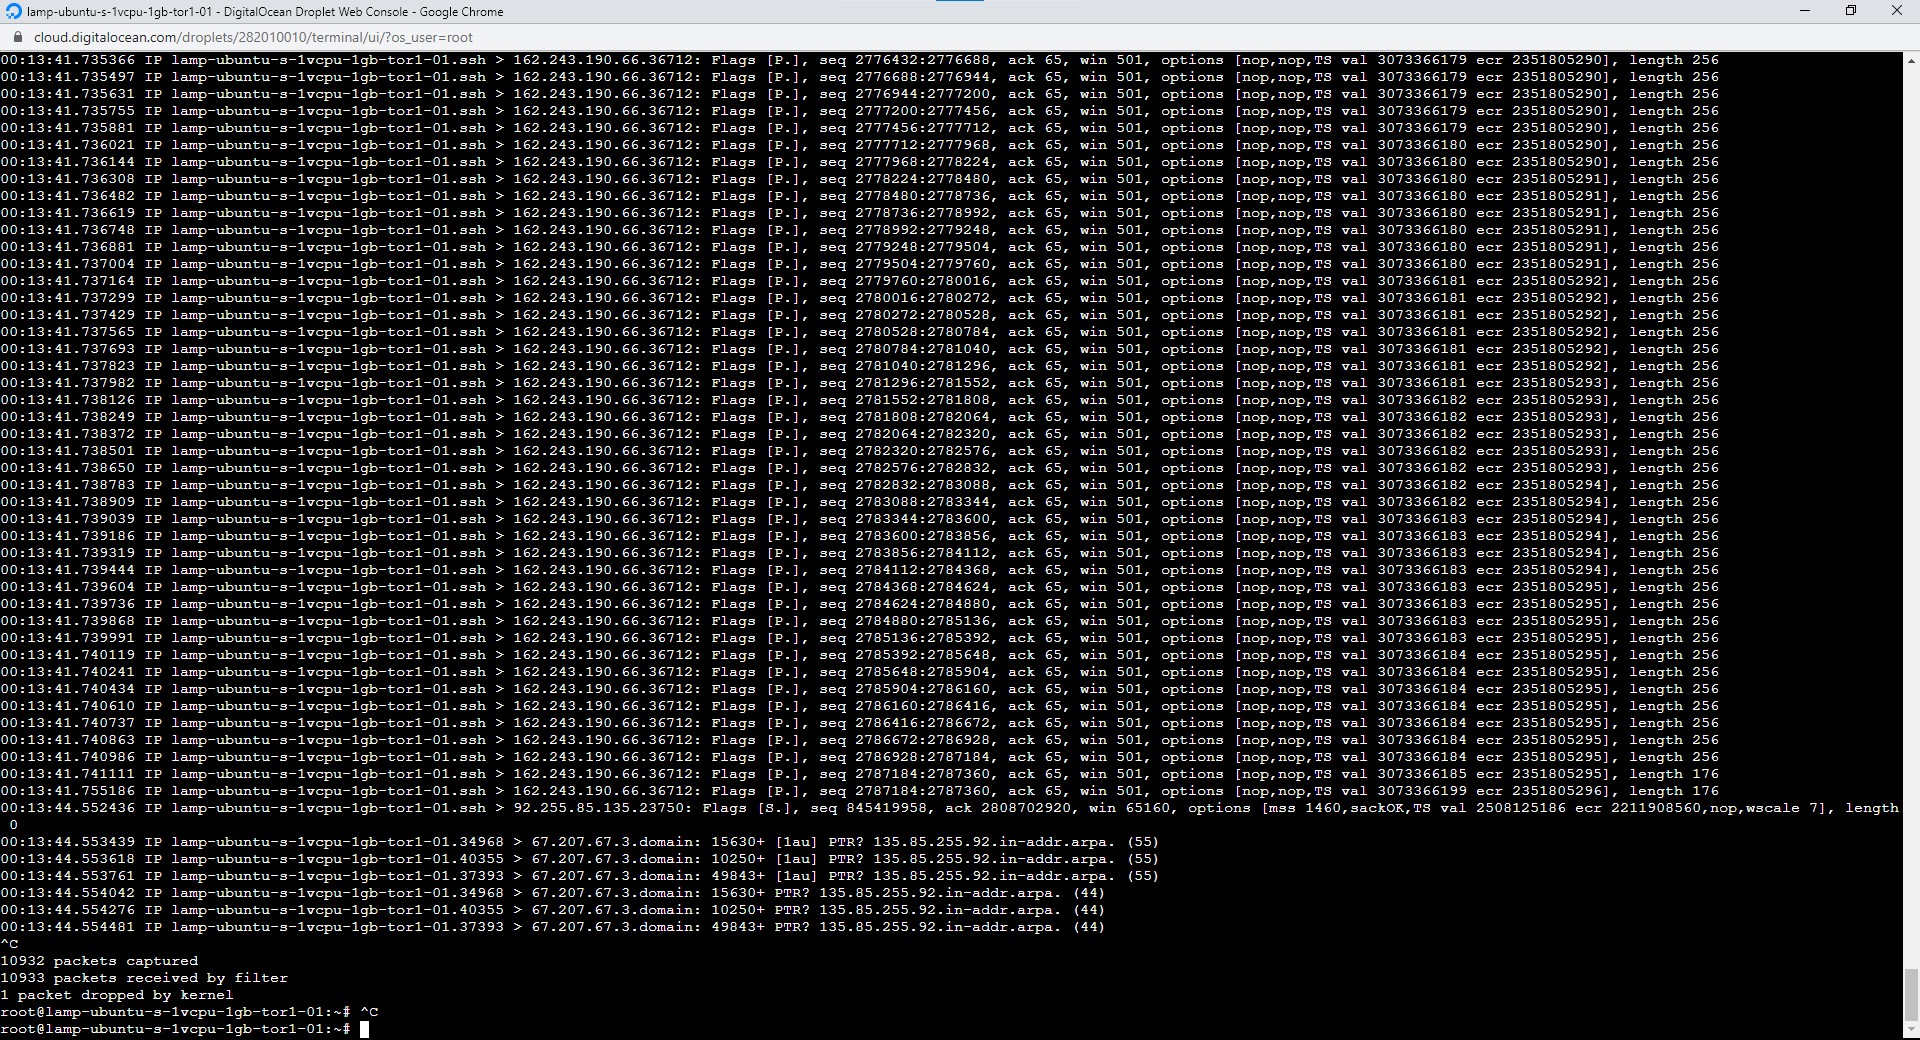 lamp-ubuntu-s-1vcpu-1gb-tor1-01 - DigitalOcean Droplet Web Console - Google Chrome
cloud.digitalocean.com/droplets/282010010/terminal/ui/?os_user=root
00:13:41.735366 IP lamp-ubuntu-s-1vcpu-1gb-tor1-01.ssh > 162.243.190.66.36712: Flags [P.], seq 2776432:2776688, ack 65, win 501, options [nop,nop,TS val 3073366179 ecr 2351805290], length 256
00:13:41.735497 IP lamp-ubuntu-s-1vcpu-1gb-tor1-01.ssh > 162.243.190.66.36712: Flags [P.], seq 2776688:2776944, ack 65, win 501, options [nop,nop,TS val 3073366179 ecr 2351805290], length 256
00:13:41.735631 IP lamp-ubuntu-s-1vcpu-1gb-tor1-01.ssh > 162.243.190.66.36712: Flags [P.], seq 2776944:2777200, ack 65, win 501, options [nop,nop,TS val 3073366179 ecr 2351805290], length 256
00:13:41.735755 IP lamp-ubuntu-s-1vcpu-1gb-tor1-01.ssh > 162.243.190.66.36712: Flags [P.], seq 2777200:2777456, ack 65, win 501, options [nop,nop,TS val 3073366179 ecr 2351805290], length 256
00:13:41.735881 IP lamp-ubuntu-s-1vcpu-1gb-tor1-01.ssh > 162.243.190.66.36712: Flags [P.], seq 2777456:2777712, ack 65, win 501, options [nop,nop,TS val 3073366179 ecr 2351805290], length 256
00:13:41.736021 IP lamp-ubuntu-s-1vcpu-1gb-tor1-01.ssh > 162.243.190.66.36712: Flags [P.], seq 2777712:2777968, ack 65, win 501, options [nop,nop,TS val 3073366180 ecr 2351805290], length 256
00:13:41.736144 IP lamp-ubuntu-s-1vcpu-1gb-tor1-01.ssh > 162.243.190.66.36712: Flags [P.], seq 2777968:2778224, ack 65, win 501, options [nop,nop,TS val 3073366180 ecr 2351805290], length 256
00:13:41.736308 IP lamp-ubuntu-s-1vcpu-1gb-tor1-01.ssh > 162.243.190.66.36712: Flags [P.], seq 2778224:2778480, ack 65, win 501, options [nop,nop,TS val 3073366180 ecr 2351805291], length 256
00:13:41.736482 IP lamp-ubuntu-s-1vcpu-1gb-tor1-01.ssh > 162.243.190.66.36712: Flags [P.], seq 2778480:2778736, ack 65, win 501, options [nop,nop,TS val 3073366180 ecr 2351805291], length 256
00:13:41.736619 IP lamp-ubuntu-s-1vcpu-1gb-tor1-01.ssh > 162.243.190.66.36712: Flags [P.], seq 2778736:2778992, ack 65, win 501, options [nop,nop,TS val 3073366180 ecr 2351805291], length 256
00:13:41.736748 IP lamp-ubuntu-s-1vcpu-1gb-tor1-01.ssh > 162.243.190.66.36712: Flags [P.], seq 2778992:2779248, ack 65, win 501, options [nop,nop,TS val 3073366180 ecr 2351805291], length 256
00:13:41.736881 IP lamp-ubuntu-s-1vcpu-1gb-tor1-01.ssh > 162.243.190.66.36712: Flags [P.], seq 2779248:2779504, ack 65, win 501, options [nop,nop,TS val 3073366180 ecr 2351805291], length 256
00:13:41.737004 IP lamp-ubuntu-s-1vcpu-1gb-tor1-01.ssh > 162.243.190.66.36712: Flags [P.], seq 2779504:2779760, ack 65, win 501, options [nop,nop,TS val 3073366180 ecr 2351805291], length 256
00:13:41.737164 IP lamp-ubuntu-s-1vcpu-1gb-tor1-01.ssh > 162.243.190.66.36712: Flags [P.], seq 2779760:2780016, ack 65, win 501, options [nop,nop,TS val 3073366181 ecr 2351805292], length 256
00:13:41.737299 IP lamp-ubuntu-s-1vcpu-1gb-tor1-01.ssh > 162.243.190.66.36712: Flags [P.], seq 2780016:2780272, ack 65, win 501, options [nop,nop,TS val 3073366181 ecr 2351805292], length 256
00:13:41.737429 IP lamp-ubuntu-s-1vcpu-1gb-tor1-01.ssh > 162.243.190.66.36712: Flags [P.], seq 2780272:2780528, ack 65, win 501, options [nop,nop,TS val 3073366181 ecr 2351805292], length 256
00:13:41.737565 IP lamp-ubuntu-s-1vcpu-1gb-tor1-01.ssh > 162.243.190.66.36712: Flags [P.], seq 2780528:2780784, ack 65, win 501, options [nop,nop,TS val 3073366181 ecr 2351805292], length 256
00:13:41.737693 IP lamp-ubuntu-s-1vcpu-1gb-tor1-01.ssh > 162.243.190.66.36712: Flags [P.], seq 2780784:2781040, ack 65, win 501, options [nop,nop,TS val 3073366181 ecr 2351805292], length 256
00:13:41.737823 IP lamp-ubuntu-s-1vcpu-1gb-tor1-01.ssh > 162.243.190.66.36712: Flags [P.], seq 2781040:2781296, ack 65, win 501, options [nop,nop,TS val 3073366181 ecr 2351805292], length 256
00:13:41.737982 IP lamp-ubuntu-s-1vcpu-1gb-tor1-01.ssh > 162.243.190.66.36712: Flags [P.], seq 2781296:2781552, ack 65, win 501, options [nop,nop,TS val 3073366181 ecr 2351805293], length 256
00:13:41.738126 IP lamp-ubuntu-s-1vcpu-1gb-tor1-01.ssh > 162.243.190.66.36712: Flags [P.], seq 2781552:2781808, ack 65, win 501, options [nop,nop,TS val 3073366182 ecr 2351805293], length 256
00:13:41.738249 IP lamp-ubuntu-s-1vcpu-1gb-tor1-01.ssh > 162.243.190.66.36712: Flags [P.], seq 2781808:2782064, ack 65, win 501, options [nop,nop,TS val 3073366182 ecr 2351805293], length 256
00:13:41.738372 IP lamp-ubuntu-s-1vcpu-1gb-tor1-01.ssh > 162.243.190.66.36712: Flags [P.], seq 2782064:2782320, ack 65, win 501, options [nop,nop,TS val 3073366182 ecr 2351805293], length 256
00:13:41.738501 IP lamp-ubuntu-s-1vcpu-1gb-tor1-01.ssh > 162.243.190.66.36712: Flags [P.], seq 2782320:2782576, ack 65, win 501, options [nop,nop,TS val 3073366182 ecr 2351805293], length 256
00:13:41.738650 IP lamp-ubuntu-s-1vcpu-1gb-tor1-01.ssh > 162.243.190.66.36712: Flags [P.], seq 2782576:2782832, ack 65, win 501, options [nop,nop,TS val 3073366182 ecr 2351805293], length 256
00:13:41.738783 IP lamp-ubuntu-s-1vcpu-1gb-tor1-01.ssh > 162.243.190.66.36712: Flags [P.], seq 2782832:2783088, ack 65, win 501, options [nop,nop,TS val 3073366182 ecr 2351805294], length 256
00:13:41.738909 IP lamp-ubuntu-s-1vcpu-1gb-tor1-01.ssh > 162.243.190.66.36712: Flags [P.], seq 2783088:2783344, ack 65, win 501, options [nop,nop,TS val 3073366182 ecr 2351805294], length 256
00:13:41.739039 IP lamp-ubuntu-s-1vcpu-1gb-tor1-01.ssh > 162.243.190.66.36712: Flags [P.], seq 2783344:2783600, ack 65, win 501, options [nop,nop,TS val 3073366183 ecr 2351805294], length 256
00:13:41.739186 IP lamp-ubuntu-s-1vcpu-1gb-tor1-01.ssh > 162.243.190.66.36712: Flags [P.], seq 2783600:2783856, ack 65, win 501, options [nop,nop,TS val 3073366183 ecr 2351805294], length 256
00:13:41.739319 IP lamp-ubuntu-s-1vcpu-1gb-tor1-01.ssh > 162.243.190.66.36712: Flags [P.], seq 2783856:2784112, ack 65, win 501, options [nop,nop,TS val 3073366183 ecr 2351805294], length 256
00:13:41.739444 IP lamp-ubuntu-s-1vcpu-1gb-tor1-01.ssh > 162.243.190.66.36712: Flags [P.], seq 2784112:2784368, ack 65, win 501, options [nop,nop,TS val 3073366183 ecr 2351805294], length 256
00:13:41.739604 IP lamp-ubuntu-s-1vcpu-1gb-tor1-01.ssh > 162.243.190.66.36712: Flags [P.], seq 2784368:2784624, ack 65, win 501, options [nop,nop,TS val 3073366183 ecr 2351805295], length 256
00:13:41.739736 IP lamp-ubuntu-s-1vcpu-1gb-tor1-01.ssh > 162.243.190.66.36712: Flags [P.], seq 2784624:2784880, ack 65, win 501, options [nop,nop,TS val 3073366183 ecr 2351805295], length 256
00:13:41.739868 IP lamp-ubuntu-s-1vcpu-1gb-tor1-01.ssh > 162.243.190.66.36712: Flags [P.], seq 2784880:2785136, ack 65, win 501, options [nop,nop,TS val 3073366183 ecr 2351805295], length 256
00:13:41.739991 IP lamp-ubuntu-s-1vcpu-1gb-tor1-01.ssh > 162.243.190.66.36712: Flags [P.], seq 2785136:2785392, ack 65, win 501, options [nop,nop,TS val 3073366183 ecr 2351805295], length 256
00:13:41.740119 IP lamp-ubuntu-s-1vcpu-1gb-tor1-01.ssh > 162.243.190.66.36712: Flags [P.], seq 2785392:2785648, ack 65, win 501, options [nop,nop,TS val 3073366184 ecr 2351805295], length 256
00:13:41.740241 IP lamp-ubuntu-s-1vcpu-1gb-tor1-01.ssh > 162.243.190.66.36712: Flags [P.], seq 2785648:2785904, ack 65, win 501, options [nop,nop,TS val 3073366184 ecr 2351805295], length 256
00:13:41.740434 IP lamp-ubuntu-s-1vcpu-1gb-tor1-01.ssh > 162.243.190.66.36712: Flags [P.], seq 2785904:2786160, ack 65, win 501, options [nop,nop,TS val 3073366184 ecr 2351805295], length 256
00:13:41.740610 IP lamp-ubuntu-s-1vcpu-1gb-tor1-01.ssh > 162.243.190.66.36712: Flags [P.], seq 2786160:2786416, ack 65, win 501, options [nop,nop,TS val 3073366184 ecr 2351805295], length 256
00:13:41.740737 IP lamp-ubuntu-s-1vcpu-1gb-tor1-01.ssh > 162.243.190.66.36712: Flags [P.], seq 2786416:2786672, ack 65, win 501, options [nop,nop,TS val 3073366184 ecr 2351805295], length 256
00:13:41.740863 IP lamp-ubuntu-s-1vcpu-1gb-tor1-01.ssh > 162.243.190.66.36712: Flags [P.], seq 2786672:2786928, ack 65, win 501, options [nop,nop,TS val 3073366184 ecr 2351805295], length 256
00:13:41.740986 IP lamp-ubuntu-s-1vcpu-1gb-tor1-01.ssh > 162.243.190.66.36712: Flags [P.], seq 2786928:2787184, ack 65, win 501, options [nop,nop,TS val 3073366184 ecr 2351805295], length 256
00:13:41.741111 IP lamp-ubuntu-s-1vcpu-1gb-tor1-01.ssh > 162.243.190.66.36712: Flags [P.], seq 2787184:2787360, ack 65, win 501, options [nop,nop,TS val 3073366185 ecr 2351805295], length 176
00:13:41.755186 IP lamp-ubuntu-s-1vcpu-1gb-tor1-01.ssh > 162.243.190.66.36712: Flags [P.], seq 2787184:2787360, ack 65, win 501, options [nop,nop,TS val 3073366199 ecr 2351805296], length 176
00:13:44.552436 IP lamp-ubuntu-s-1vcpu-1gb-tor1-01.ssh > 92.255.85.135.23750: Flags [S.], seq 845419958, ack 2808702920, win 65160, options [mss 1460,sackOK,TS val 2508125186 ecr 2211908560,nop,wscale 7], length
0
00:13:44.553439 IP lamp-ubuntu-s-1vcpu-1gb-tor1-01.34968 > 67.207.67.3.domain: 15630+ [1au] PTR? 135.85.255.92.in-addr.arpa. (55)
00:13:44.553618 IP lamp-ubuntu-s-1vcpu-1gb-tor1-01.40355 > 67.207.67.3.domain: 10250+ [1au] PTR? 135.85.255.92.in-addr.arpa. (55)
00:13:44.553761 IP lamp-ubuntu-s-1vcpu-1gb-tor1-01.37393 > 67.207.67.3.domain: 49843+ [1au] PTR? 135.85.255.92.in-addr.arpa. (55)
00:13:44.554042 IP lamp-ubuntu-s-1vcpu-1gb-tor1-01.34968 > 67.207.67.3.domain: 15630+ PTR? 135.85.255.92.in-addr.arpa. (44)
00:13:44.554276 IP lamp-ubuntu-s-1vcpu-1gb-tor1-01.40355 > 67.207.67.3.domain: 10250+ PTR? 135.85.255.92.in-addr.arpa. (44)
00:13:44.554481 IP lamp-ubuntu-s-1vcpu-1gb-tor1-01.37393 > 67.207.67.3.domain: 49843+ PTR? 135.85.255.92.in-addr.arpa. (44)
^C
10932 packets captured
10933 packets received by filter
1 packet dropped by kernel
root@lamp-ubuntu-s-1vcpu-1gb-tor1-01:~# ^C
root@lamp-ubuntu-s-1vcpu-1gb-tor1-01:~#